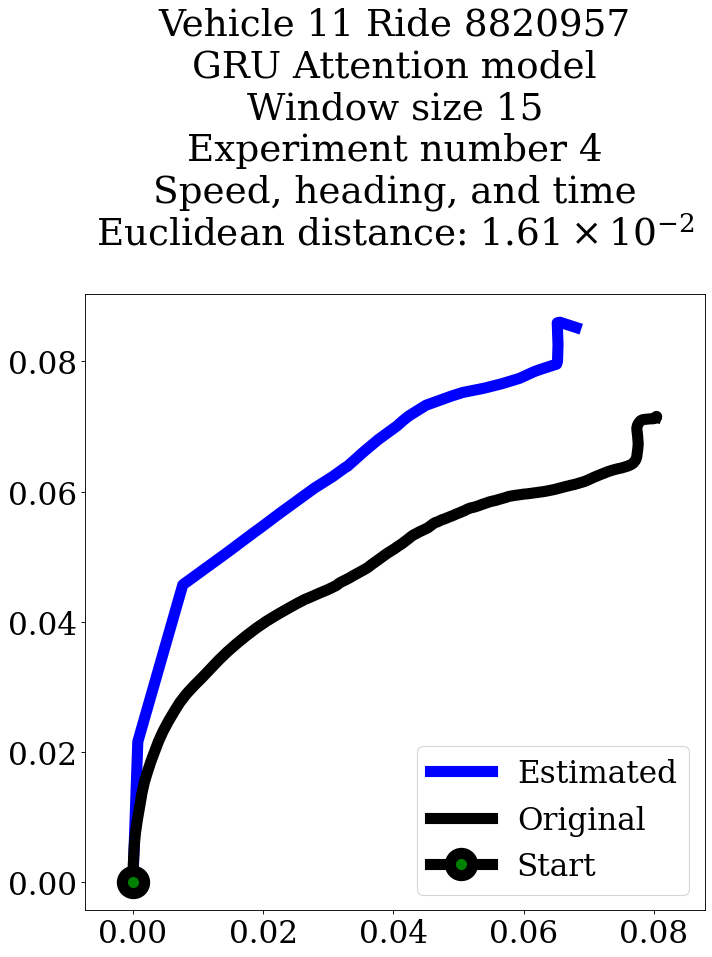 Vehicle 11 Ride 8820957
GRU Attention model
Window size 15
Experiment number 4
Speed, heading, and time
Euclidean distance: 1.61 × 10⁻²
0.08
0.06
0.04
0.02
0.00
Estimated
Original
Start
0.00 0.02 0.04 0.06 0.08